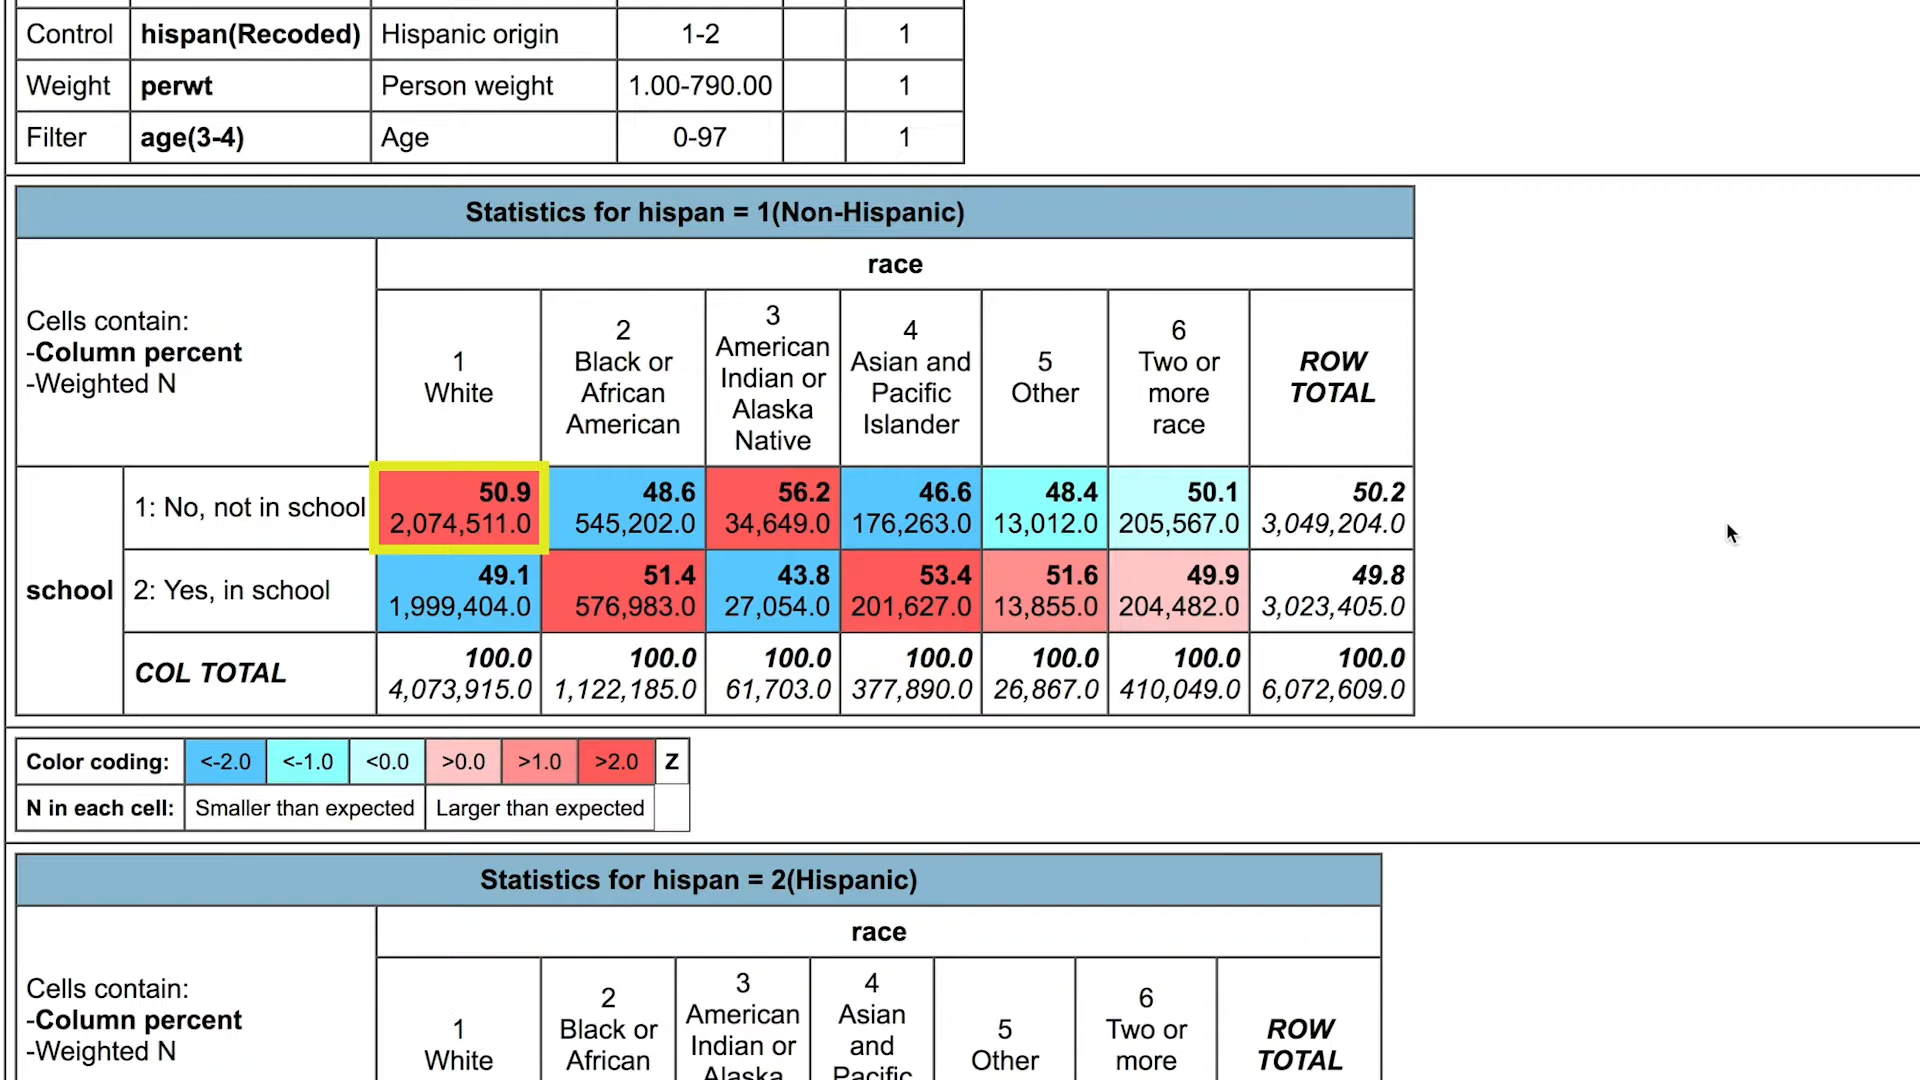 Control hispan(Recoded) Hispanic origin 1-2 1
Weight perwt Person weight 1.00-790.00 1
Filter age(3-4) Age 0-97 1
Statistics for hispan = 1(Non-Hispanic)
Cells contain:
-Column percent
-Weighted N
race
1
White
2
Black or
African
American
3
American
Indian or
Alaska
Native
4
Asian and
Pacific
Islander
5
Other
6
Two or
more
race
ROW
TOTAL
school
1: No, not in school
50.9 48.6 56.2 46.6 48.4 50.1 50.2
2,074,511.0 545,202.0 34,649.0 176,263.0 13,012.0 205,567.0 3,049,204.0
2: Yes, in school
49.1 51.4 43.8 53.4 51.6 49.9 49.8
1,999,404.0 576,983.0 27,054.0 201,627.0 13,855.0 204,482.0 3,023,405.0
COL TOTAL
100.0 100.0 100.0 100.0 100.0 100.0 100.0
4,073,915.0 1,122,185.0 61,703.0 377,890.0 26,867.0 410,049.0 6,072,609.0
Color coding: <-2.0 <-1.0 <0.0 >0.0 >1.0 >2.0 Z
N in each cell: Smaller than expected Larger than expected
Statistics for hispan = 2(Hispanic)
Cells contain:
-Column percent
-Weighted N
race
1
White
2
Black or
African
3
American
Indian or
Alaska
4
Asian
and
Pacific
5
Other
6
Two or
more
ROW
TOTAL